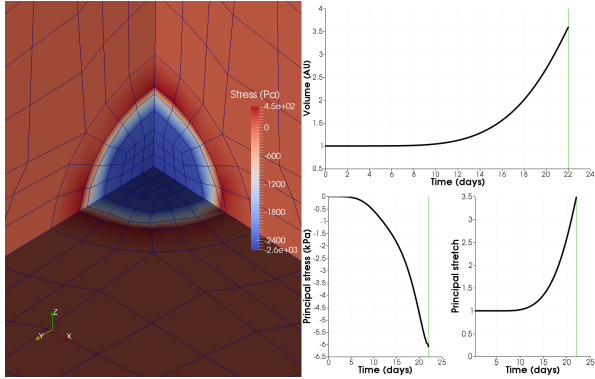 Stress (Pa)
4.5e+02
0
-600
-1200
-1800
-2400
-2.6e+03
Z
Y
X
Volume (AU)
4
3.5
3
2.5
2
1.5
1
0.5
0 2 4 6 8 10 12 14 16 18 20 22 24
Time (days)
Principal stress (kPa)
0
-0.5
-1
-1.5
-2
-2.5
-3
-3.5
-4
-4.5
-5
-5.5
-6
-6.5
0 5 10 15 20 25
Time (days)
Principal stretch
3.5
3
2.5
2
1.5
1
0.5
0
5 10 15 20 25
Time (days)